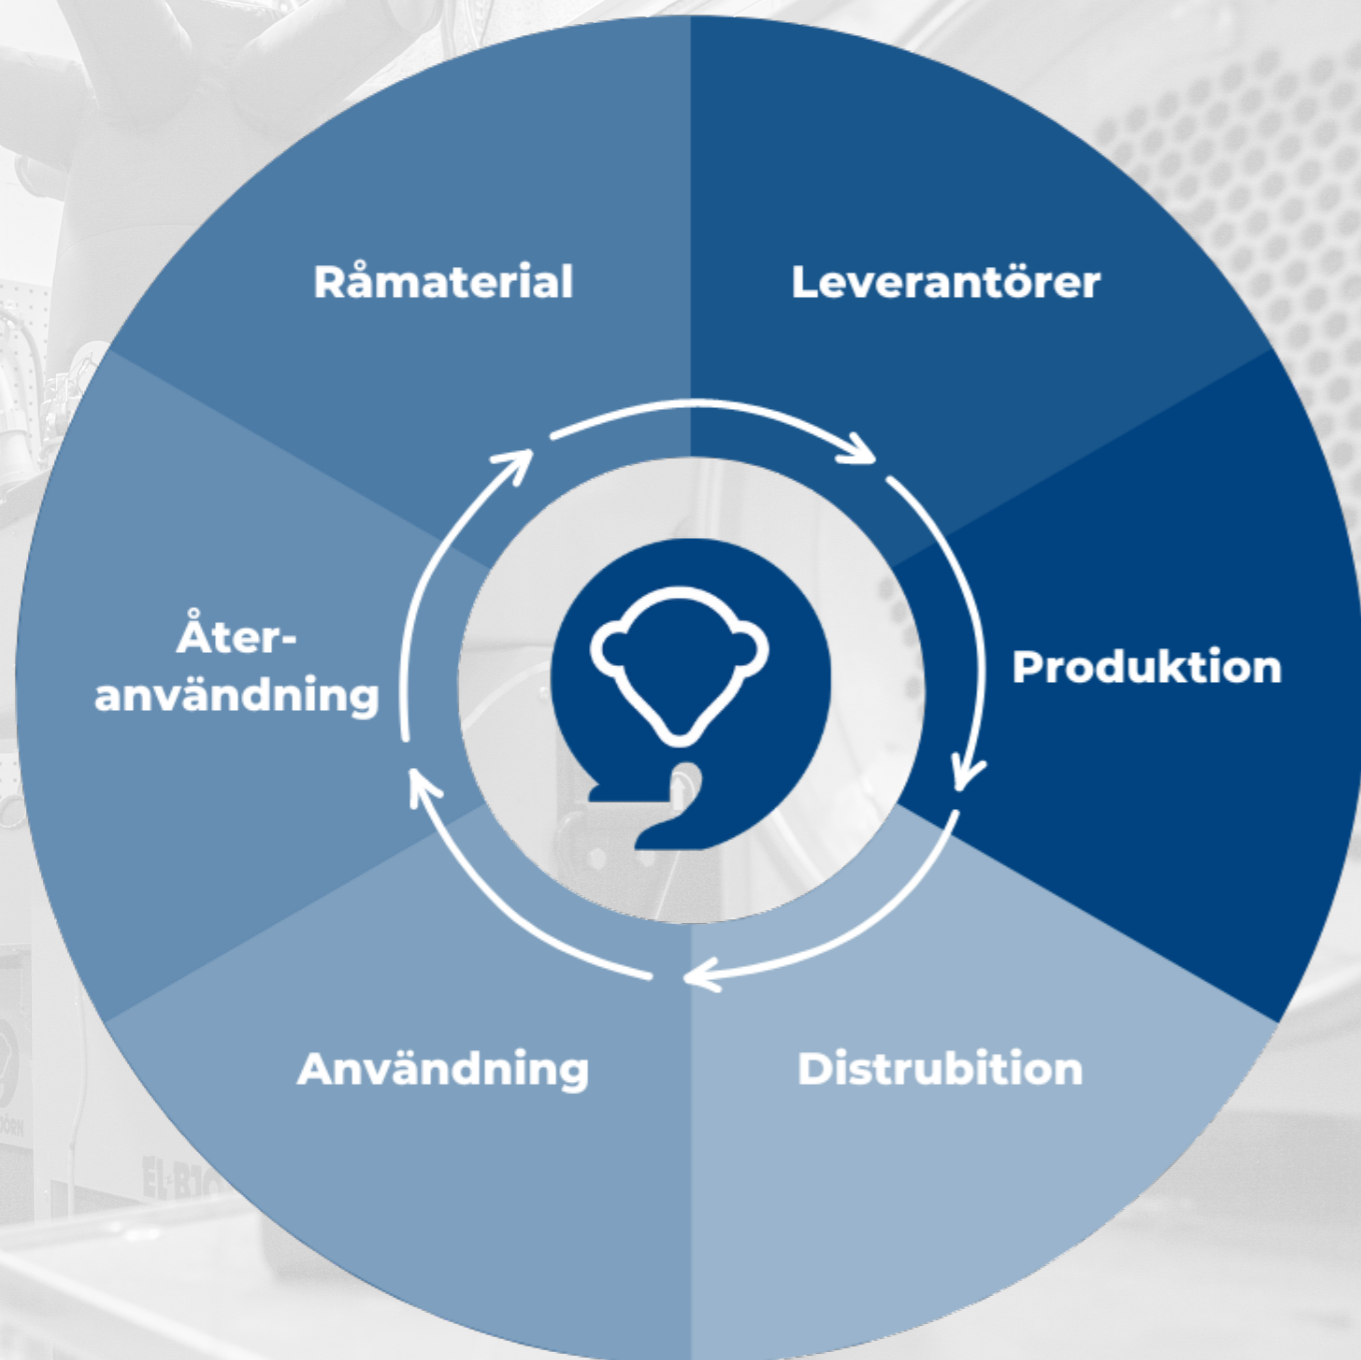 Råmaterial
Leverantörer
Produktion
Distrubition
Användning
Åter-
användning